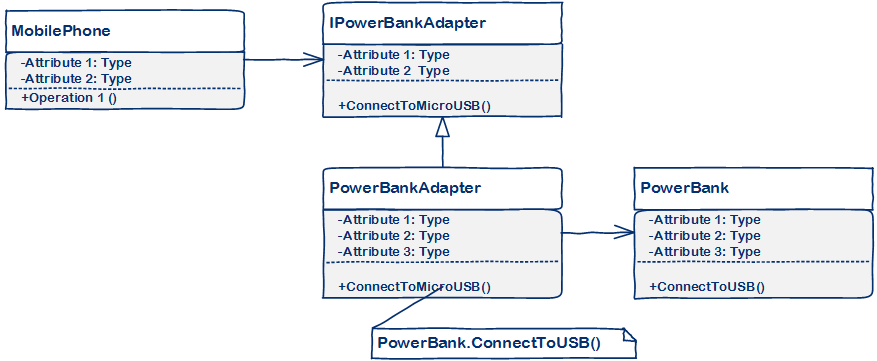 MobilePhone
-Attribute 1: Type
-Attribute 2: Type
+Operation 1 ()
IPowerBankAdapter
-Attribute 1: Type
-Attribute 2 Type
+ConnectToMicroUSB()
PowerBankAdapter
-Attribute 1: Type
-Attribute 2: Type
-Attribute 3: Type
+ConnectToMicroUSB()
PowerBank
-Attribute 1: Type
-Attribute 2: Type
-Attribute 3: Type
+ConnectToUSB()
PowerBank.ConnectToUSB()